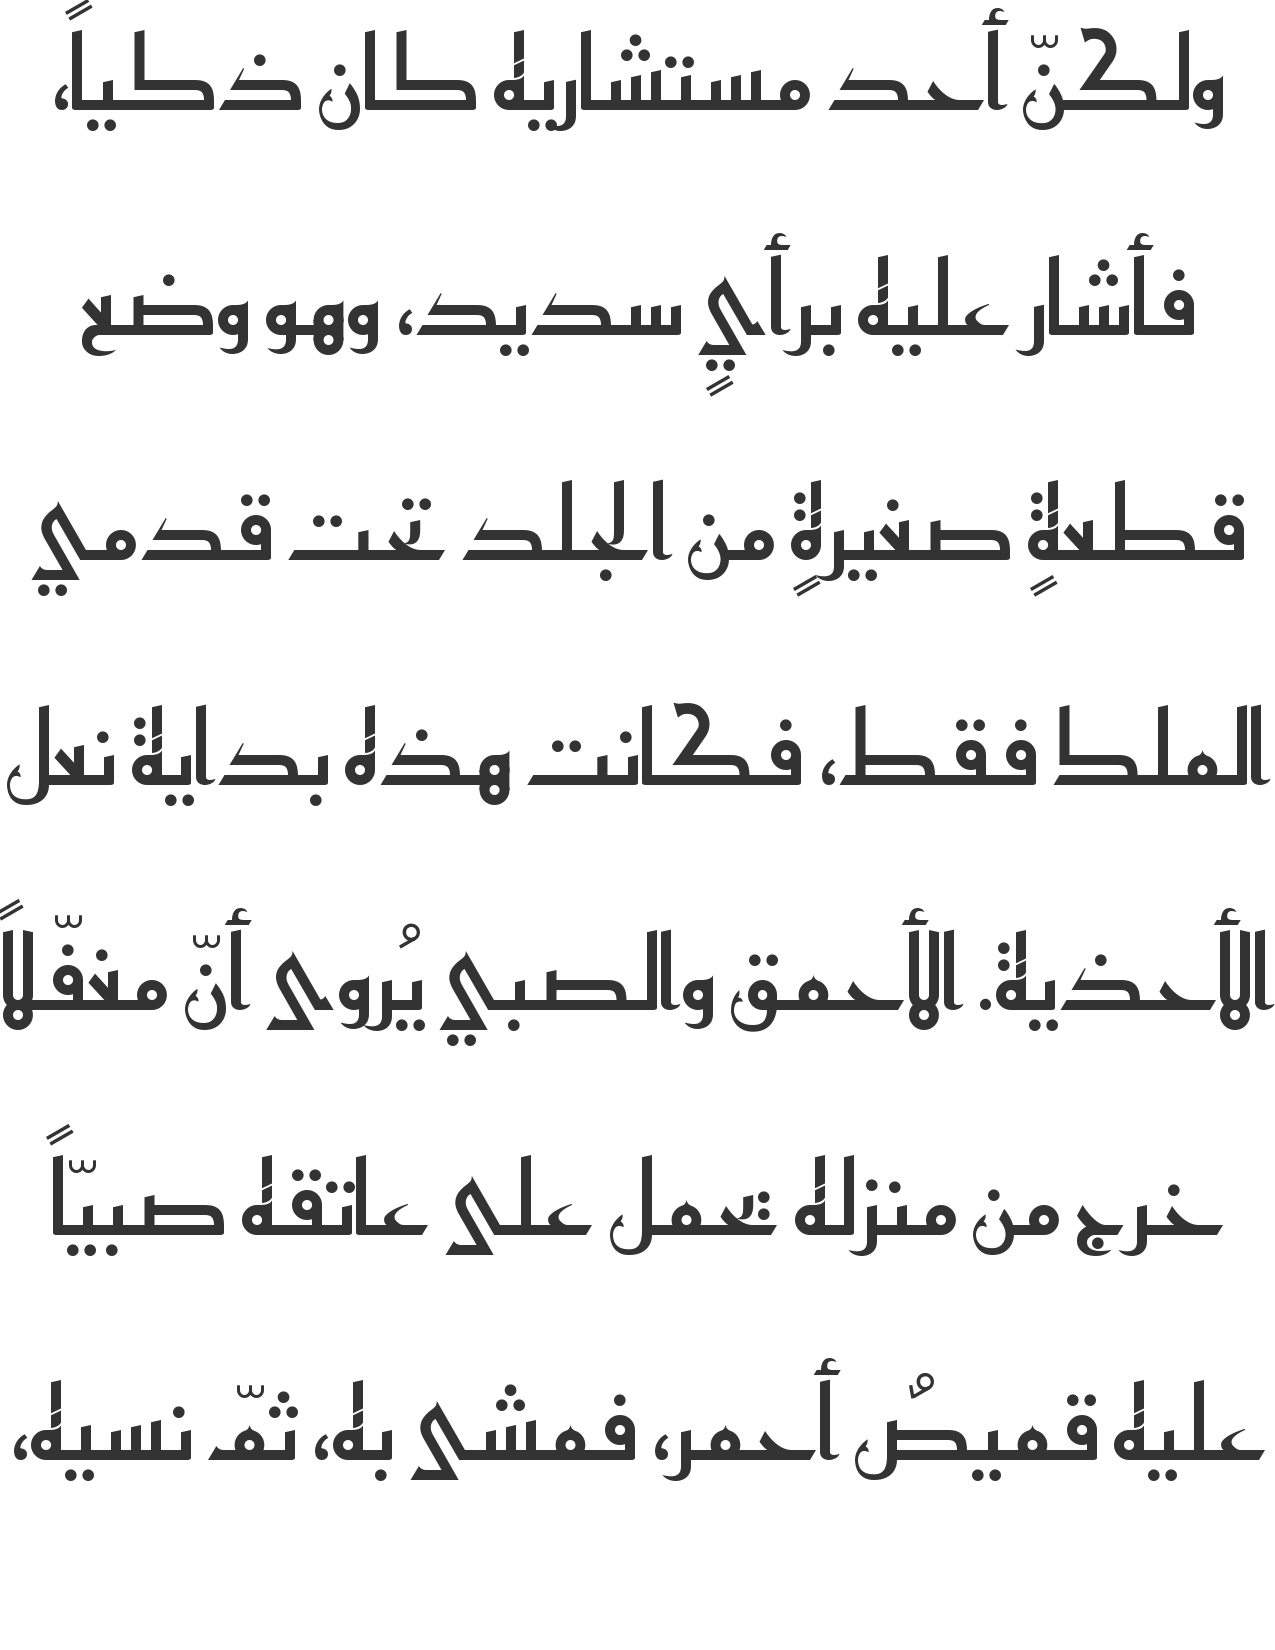 ولكنّ أحد مستشاريه كان ذكياً،
فأشار عليه برأيٍ سديد، وهو وضع
قطعةٍ صغيرةٍ من الجلد تحت قدمي
الملك فقط، فكانت هذه بداية نعل
الأحذية. الأحمق والصبي يُروى أنّ مغفّلاً
خرج من منزله يحمل على عاتقه صبيّاً
عليه قميصٌ أحمر، فمشى به، ثمّ نسيه،